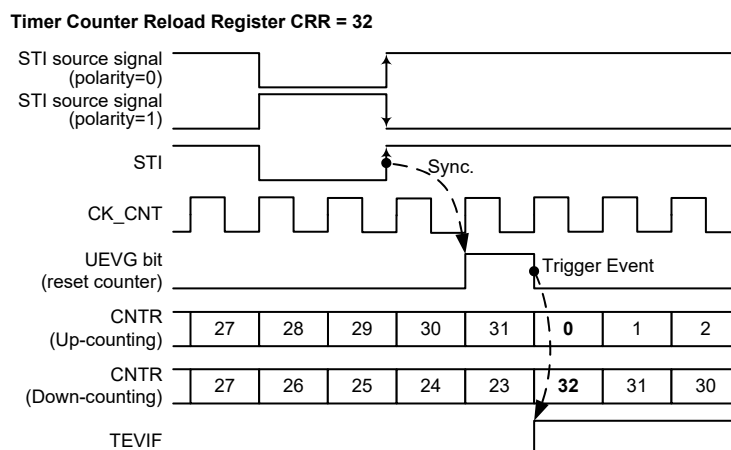 Timer Counter Reload Register CRR = 32
STI source signal
(polarity=0)
STI source signal
(polarity=1)
STI
Sync.
CK_CNT
UEVG bit
(reset counter)
Trigger Event
CNTR
(Up-counting)
27 28 29 30 31 0 1 2
CNTR
(Down-counting)
27 26 25 24 23 32 31 30
TEVIF